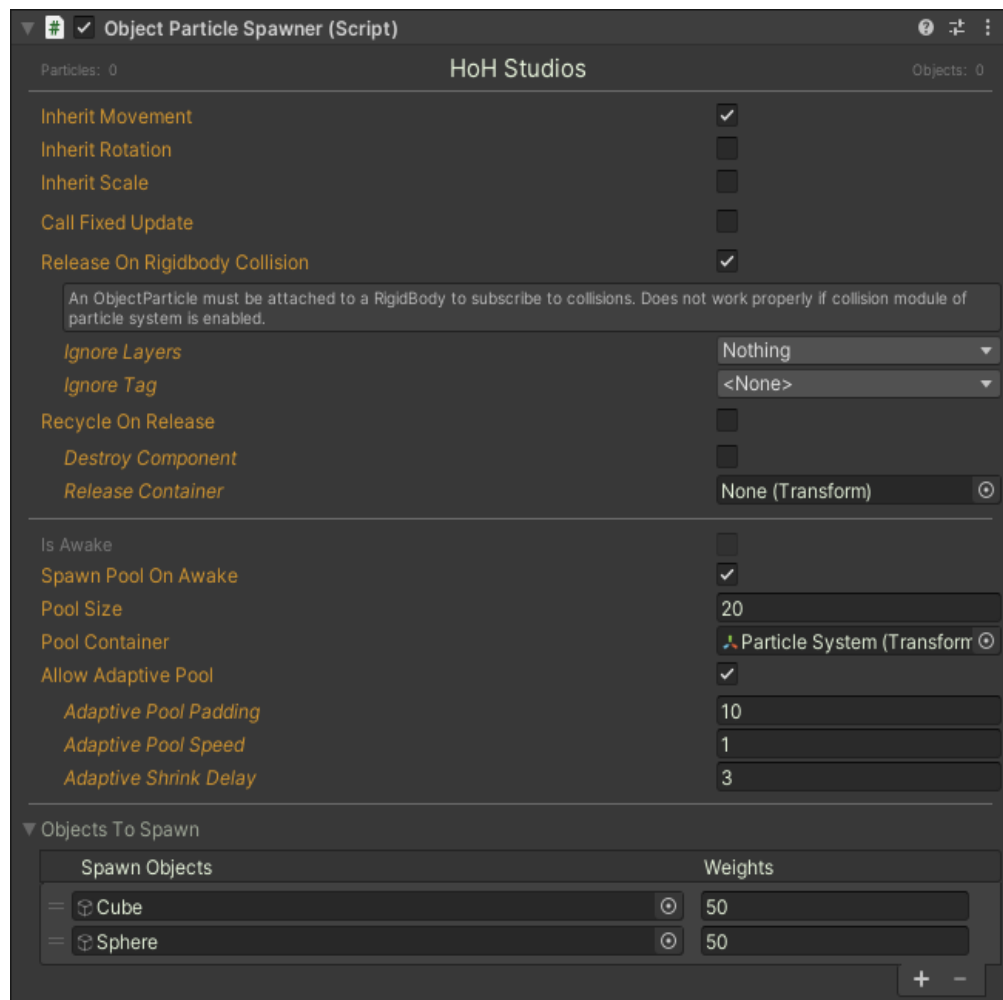 # Object Particle Spawner (Script)
Particles: 0 HoH Studios Objects: 0
Inherit Movement
Inherit Rotation
Inherit Scale
Call Fixed Update
Release On Rigidbody Collision
An ObjectParticle must be attached to a RigidBody to subscribe to collisions. Does not work properly if collision module of
particle system is enabled.
Ignore Layers Nothing
Ignore Tag <None>
Recycle On Release
Destroy Component
Release Container None (Transform)
Is Awake
Spawn Pool On Awake
Pool Size 20
Pool Container Particle System (Transform
Allow Adaptive Pool
Adaptive Pool Padding 10
Adaptive Pool Speed 1
Adaptive Shrink Delay 3
Objects To Spawn
Spawn Objects Weights
Cube 50
Sphere 50